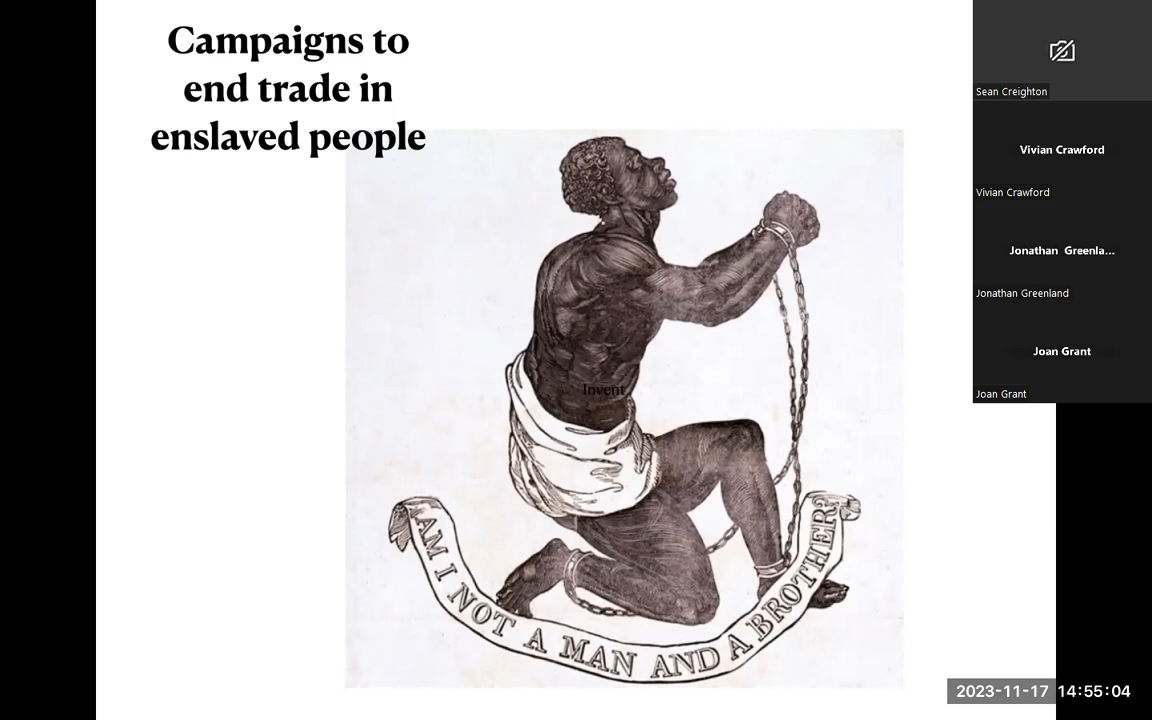 Campaigns to
end trade in
enslaved people
Invent
AM I NOT A MAN AND A BROTHER?
Sean Creighton
Vivian Crawford
Vivian Crawford
Jonathan Greenla...
Jonathan Greenland
Joan Grant
Joan Grant
2023-11-17 14:55:04